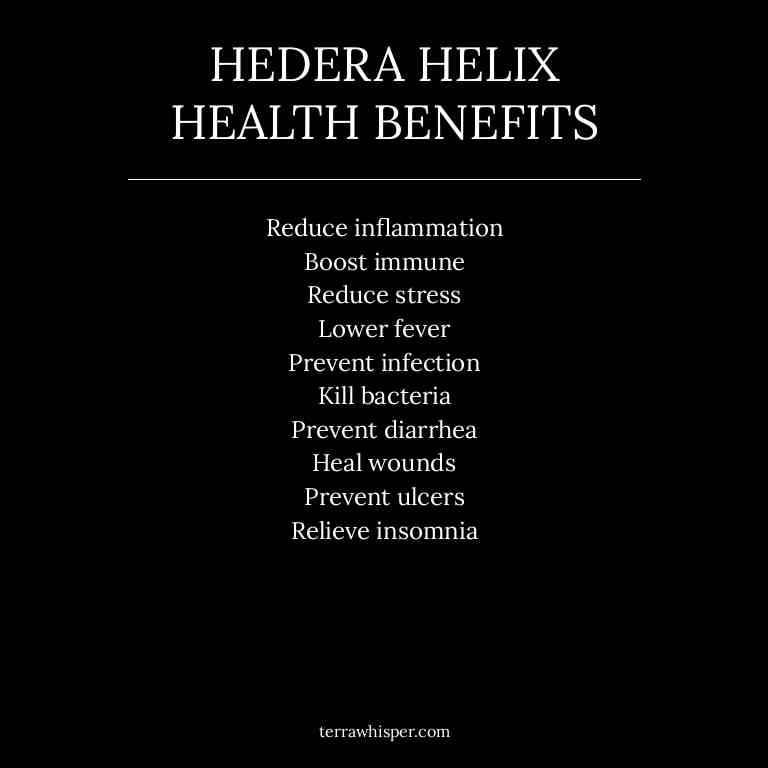 HEDERA HELIX
HEALTH BENEFITS
Reduce inflammation
Boost immune
Reduce stress
Lower fever
Prevent infection
Kill bacteria
Prevent diarrhea
Heal wounds
Prevent ulcers
Relieve insomnia
terrawhisper.com